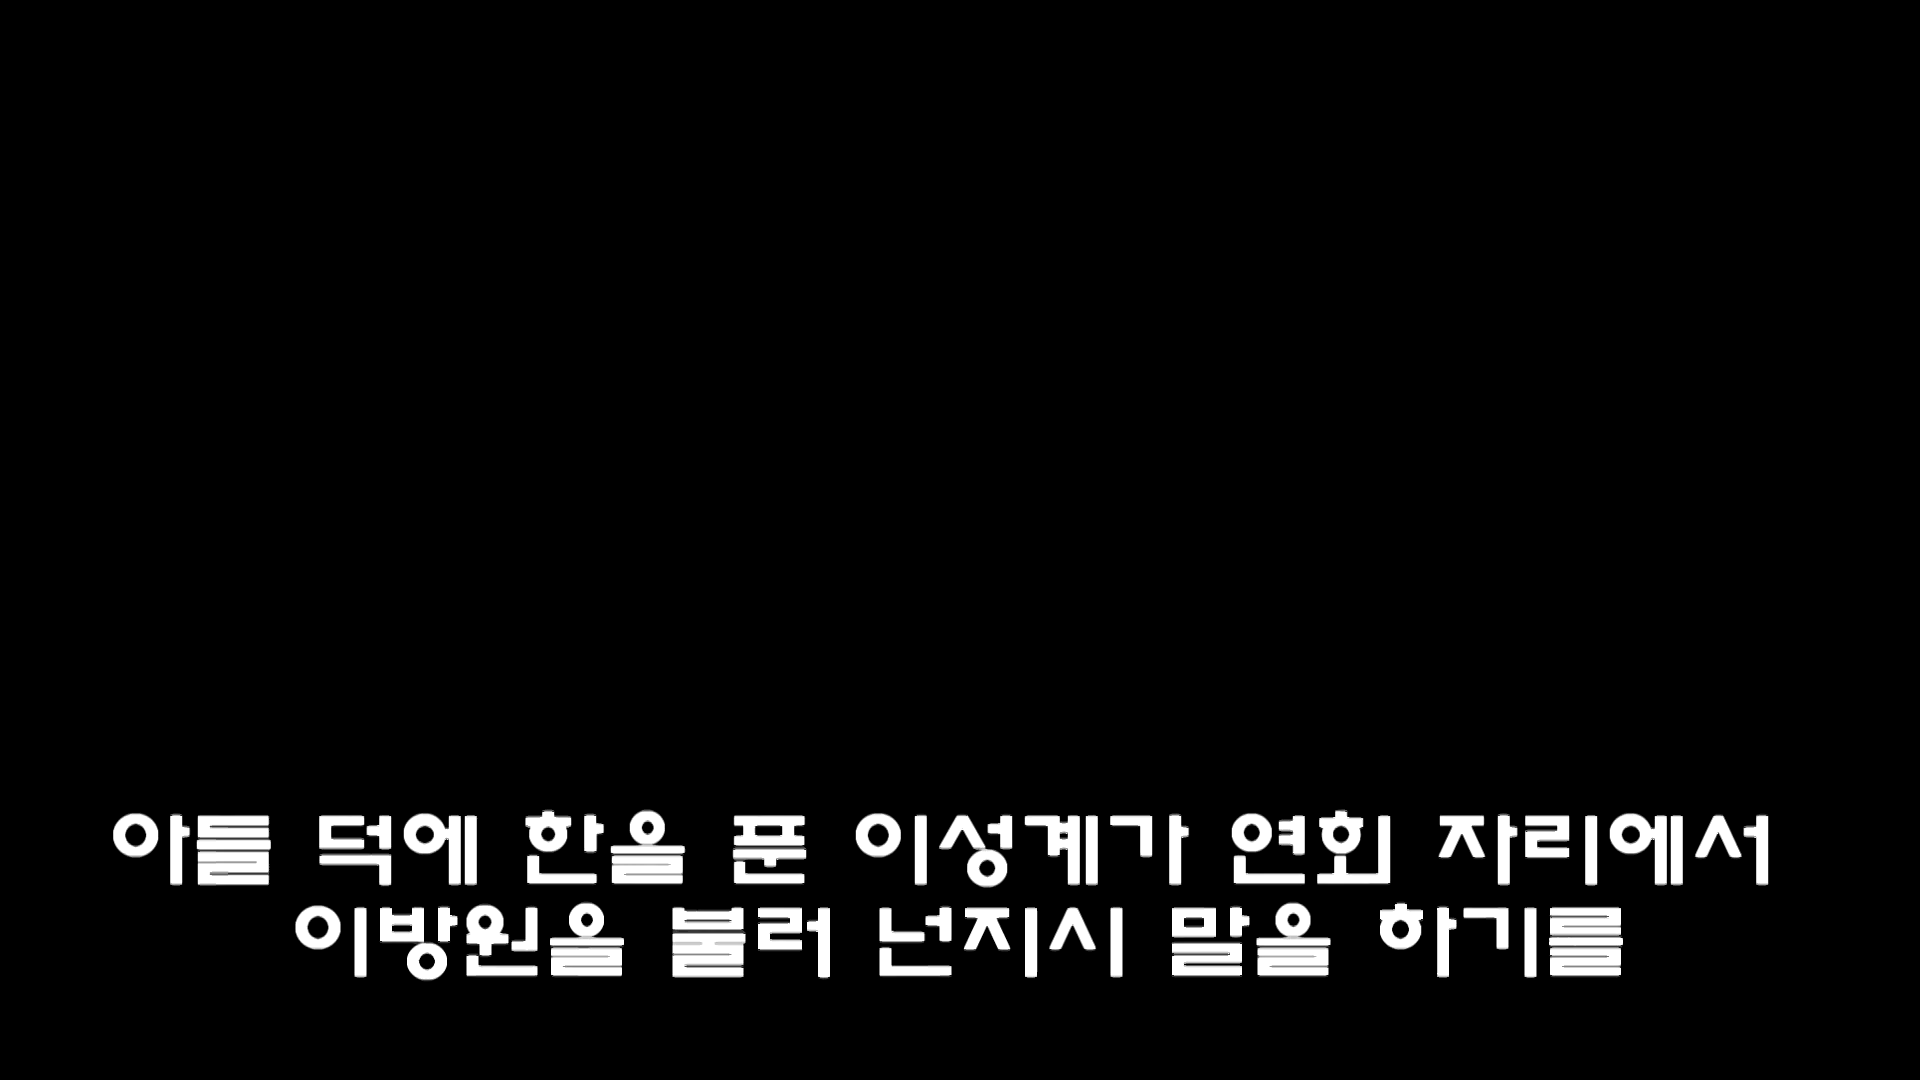 아들 덕에 한을 푼 이성계가 연회 자리에서
이방원을 불러 넌지시 말을 하기를